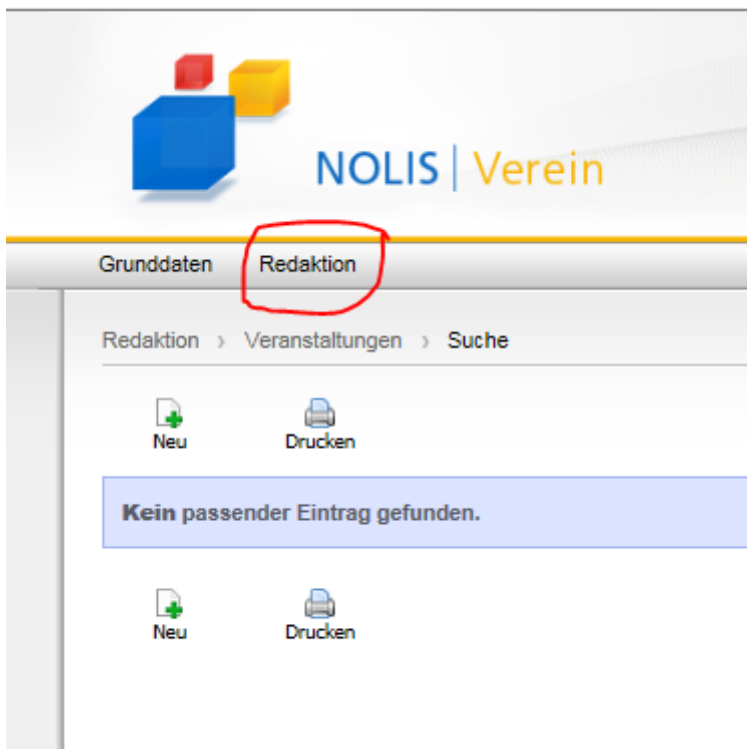 NOLIS | Verein
Grunddaten Redaktion
Redaktion › Veranstaltungen › Suche
Neu Drucken
Kein passender Eintrag gefunden.
Neu Drucken